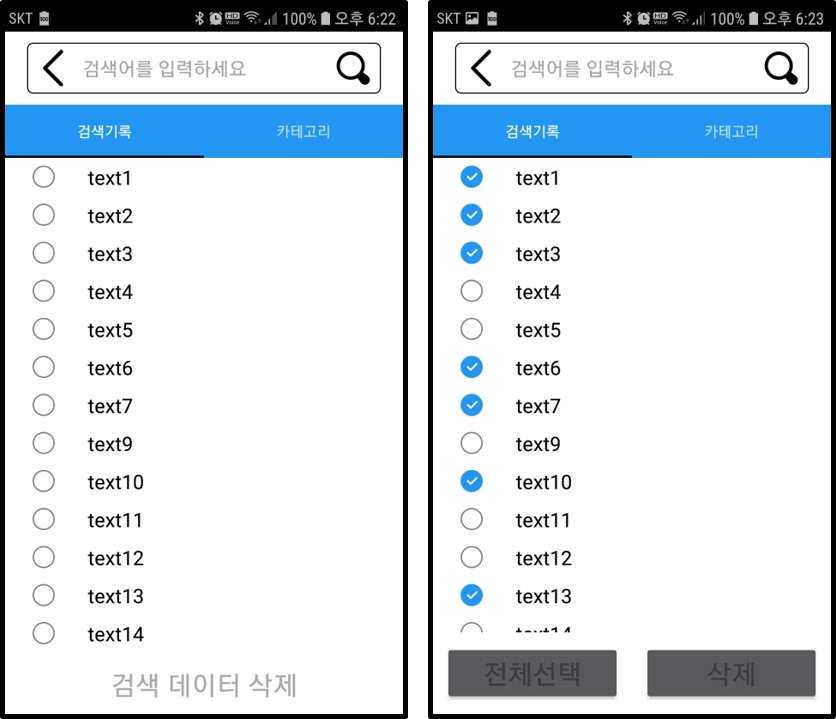 SKT 100% 오후 6:22
검색어를 입력하세요
검색기록 카테고리
text1
text2
text3
text4
text5
text6
text7
text9
text10
text11
text12
text13
text14
검색 데이터 삭제
SKT 100% 오후 6:23
검색어를 입력하세요
검색기록 카테고리
text1
text2
text3
text4
text5
text6
text7
text9
text10
text11
text12
text13
text14
전체선택 삭제